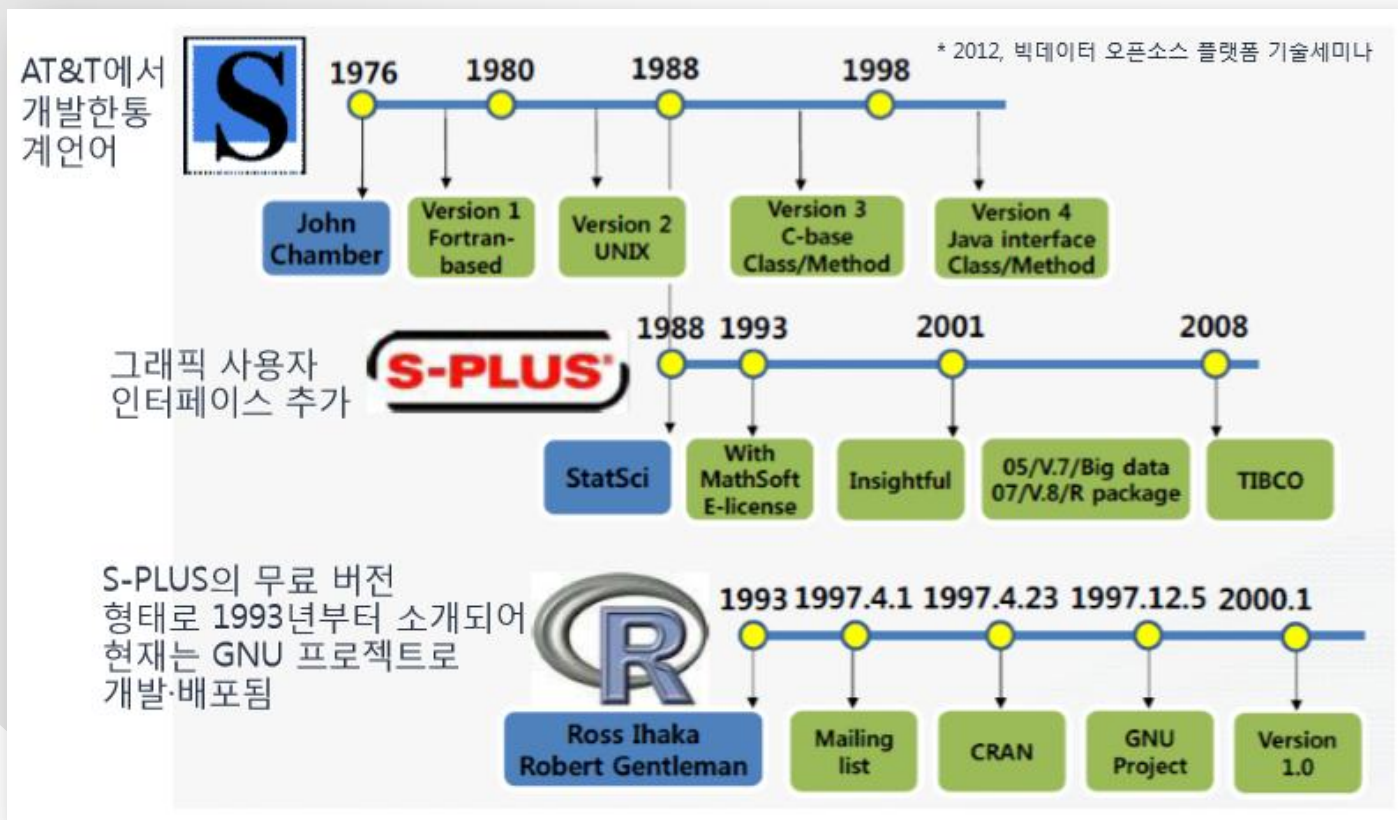 * 2012, 빅데이터 오픈소스 플랫폼 기술세미나
AT&T에서
개발한통
계언어
S
1976 1980 1988 1998
John
Chamber
Version 1
Fortran-
based
Version 2
UNIX
Version 3
C-base
Class/Method
Version 4
Java interface
Class/Method
그래픽 사용자
인터페이스 추가
S-PLUS®
1988 1993 2001 2008
StatSci
With
MathSoft
E-license
Insightful
05/V.7/Big data
07/V.8/R package
TIBCO
S-PLUS의 무료 버전
형태로 1993년부터 소개되어
현재는 GNU 프로젝트로
개발·배포됨
R
1993 1997.4.1 1997.4.23 1997.12.5 2000.1
Ross Ihaka
Robert Gentleman
Mailing
list
CRAN
GNU
Project
Version
1.0